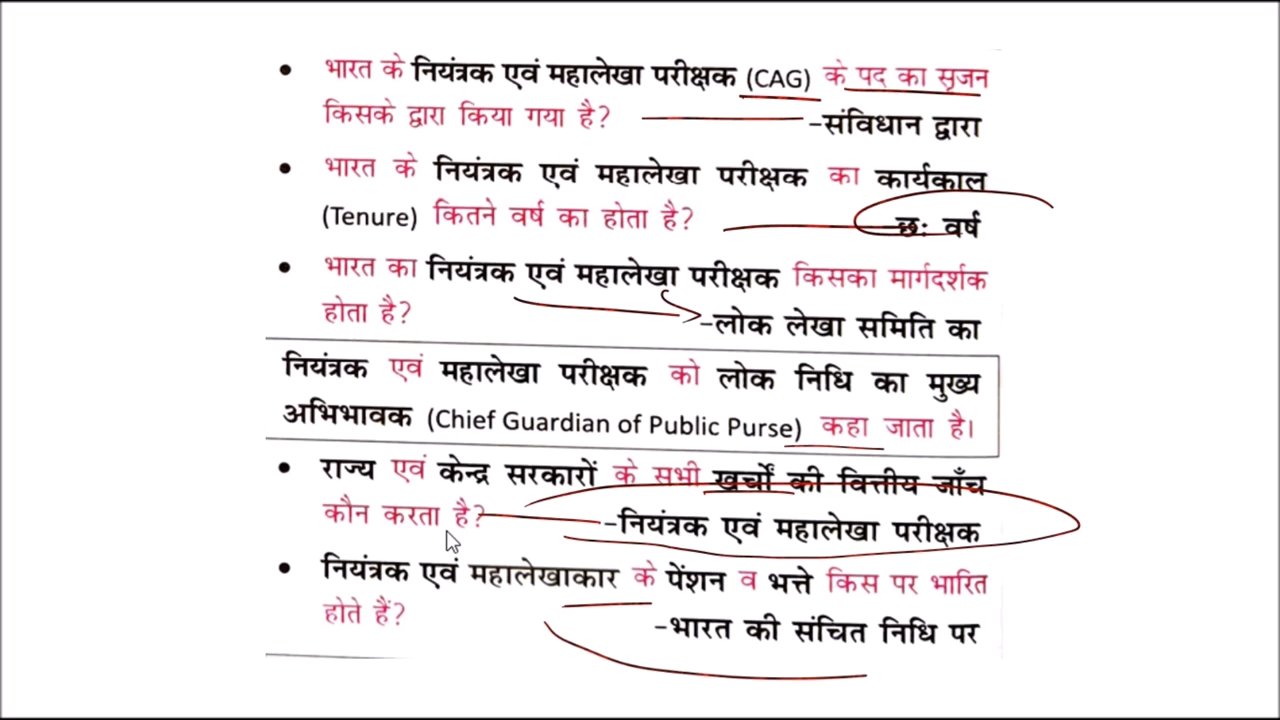 • भारत के नियंत्रक एवं महालेखा परीक्षक (CAG) के पद का सृजन
किसके द्वारा किया गया है? -संविधान द्वारा
• भारत के नियंत्रक एवं महालेखा परीक्षक का कार्यकाल
(Tenure) कितने वर्ष का होता है? -छः वर्ष
• भारत का नियंत्रक एवं महालेखा परीक्षक किसका मार्गदर्शक
होता है? -लोक लेखा समिति का
नियंत्रक एवं महालेखा परीक्षक को लोक निधि का मुख्य
अभिभावक (Chief Guardian of Public Purse) कहा जाता है।
• राज्य एवं केन्द्र सरकारों के सभी खर्चों की वित्तीय जाँच
कौन करता है? -नियंत्रक एवं महालेखा परीक्षक
• नियंत्रक एवं महालेखाकार के पेंशन व भत्ते किस पर भारित
होते हैं? -भारत की संचित निधि पर